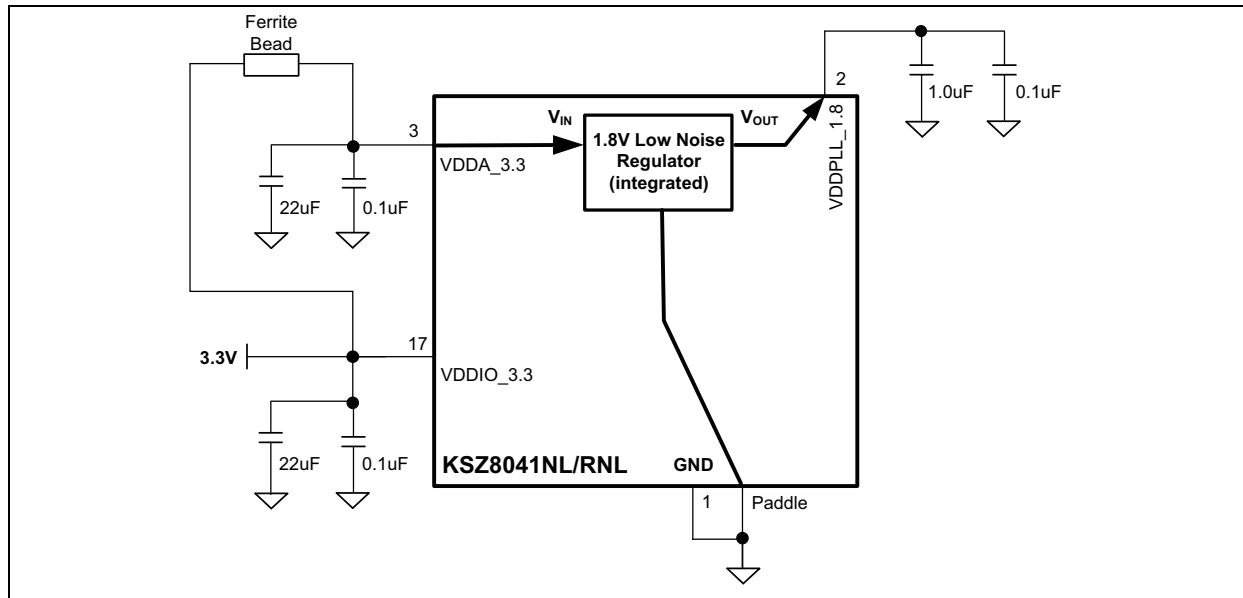 Ferrite
Bead
2
1.0uF
0.1uF
3
VIN
VOUT
VDDPLL_1.8
1.8V Low Noise
Regulator
(integrated)
VDDA_3.3
22uF
0.1uF
3.3V
17
VDDIO_3.3
22uF
0.1uF
KSZ8041NL/RNL
GND
1
Paddle